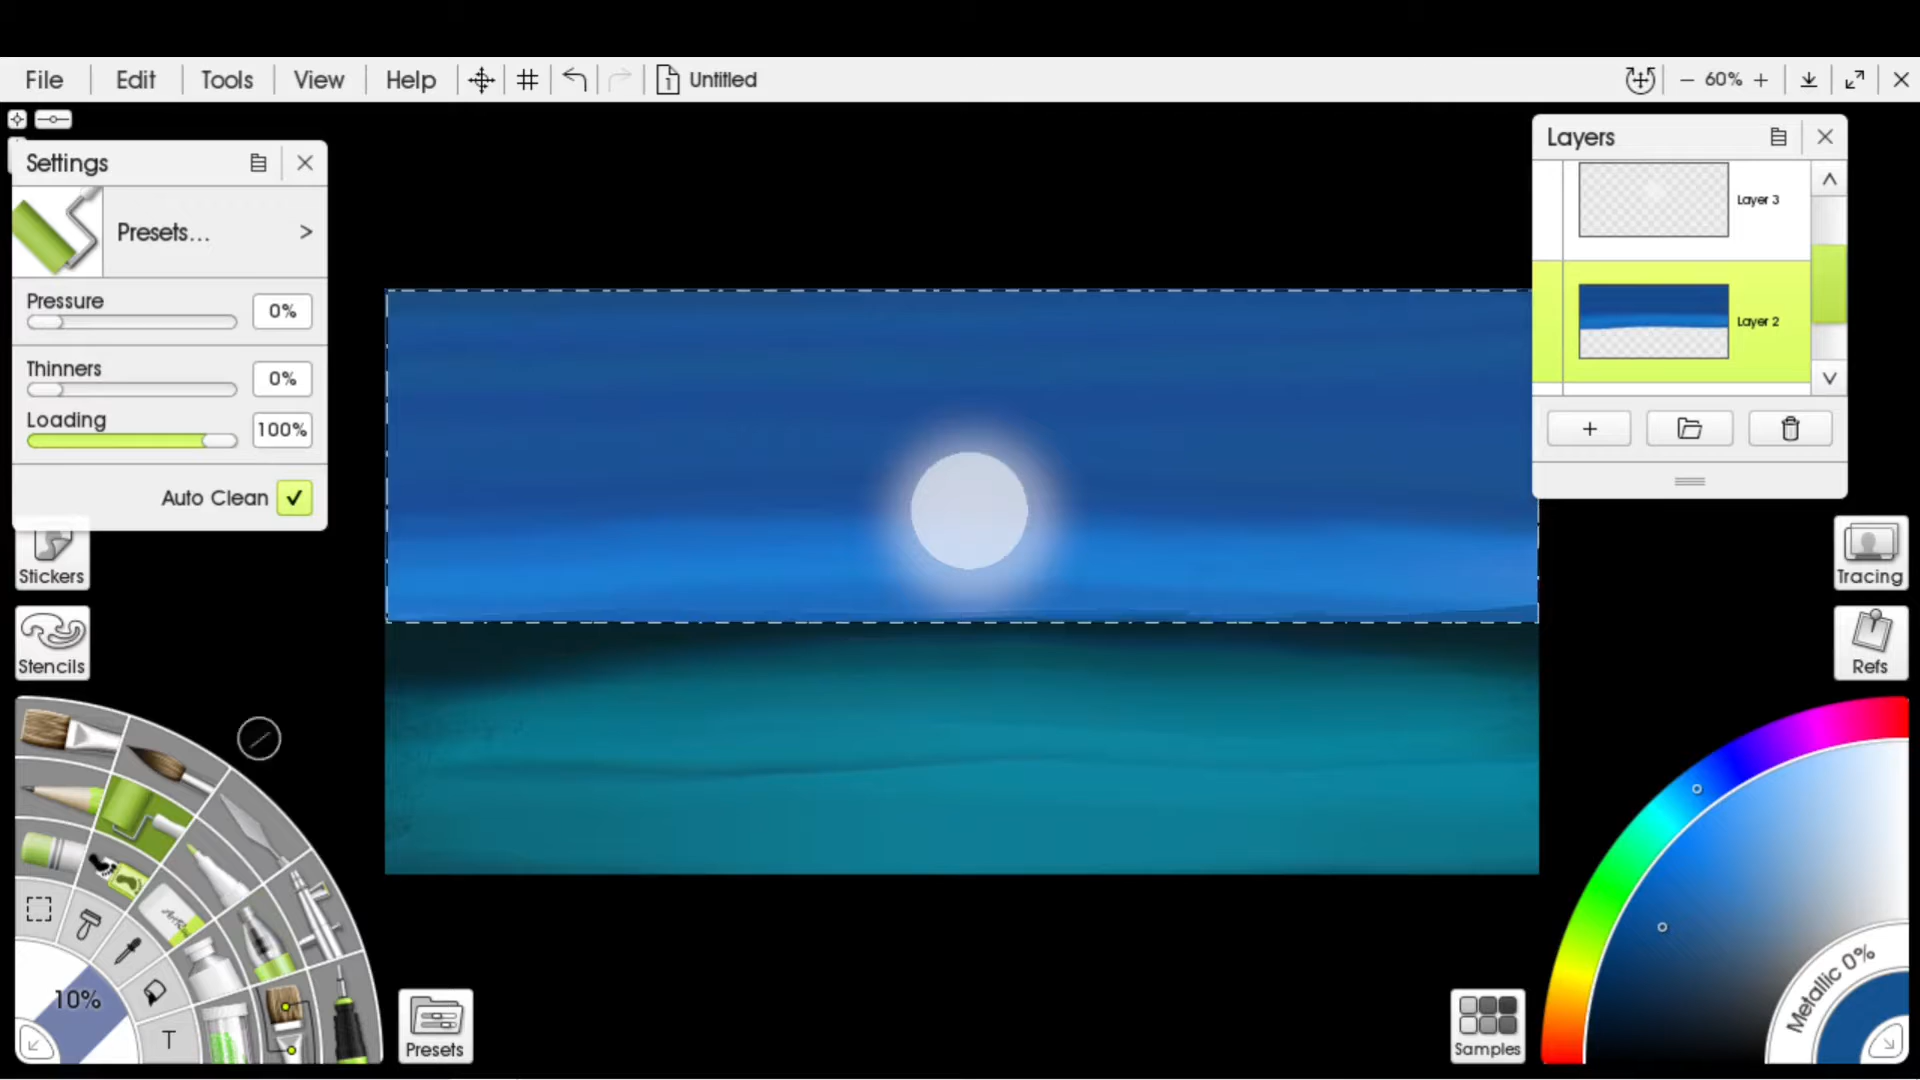 File Edit Tools View Help Untitled 60%
Settings
Presets...
Pressure 0%
Thinners 0%
Loading 100%
Auto Clean
Layers
Layer 3
Layer 2
Stickers
Stencils
Tracing
Refs
10%
T
Presets
Samples
Metallic 0%